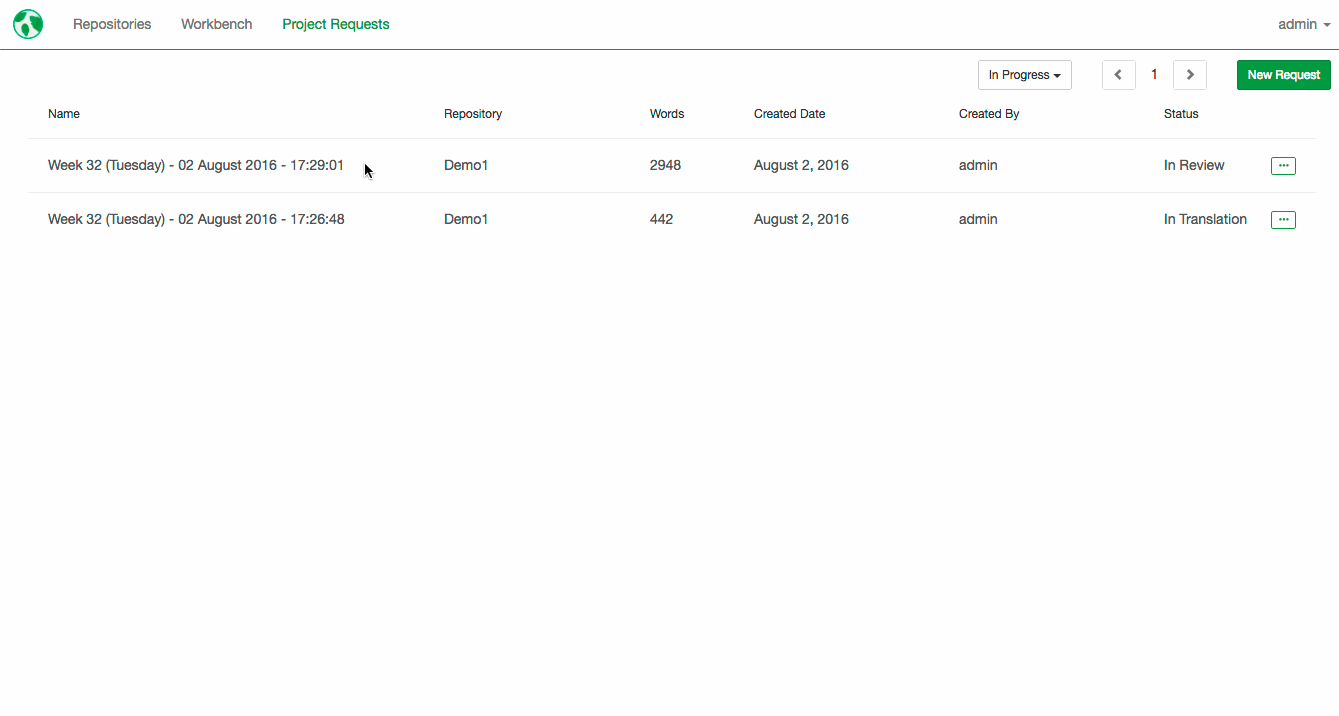 Repositories Workbench Project Requests admin
In Progress 1 New Request
Name Repository Words Created Date Created By Status
Week 32 (Tuesday) - 02 August 2016 - 17:29:01 Demo1 2948 August 2, 2016 admin In Review ...
Week 32 (Tuesday) - 02 August 2016 - 17:26:48 Demo1 442 August 2, 2016 admin In Translation ...